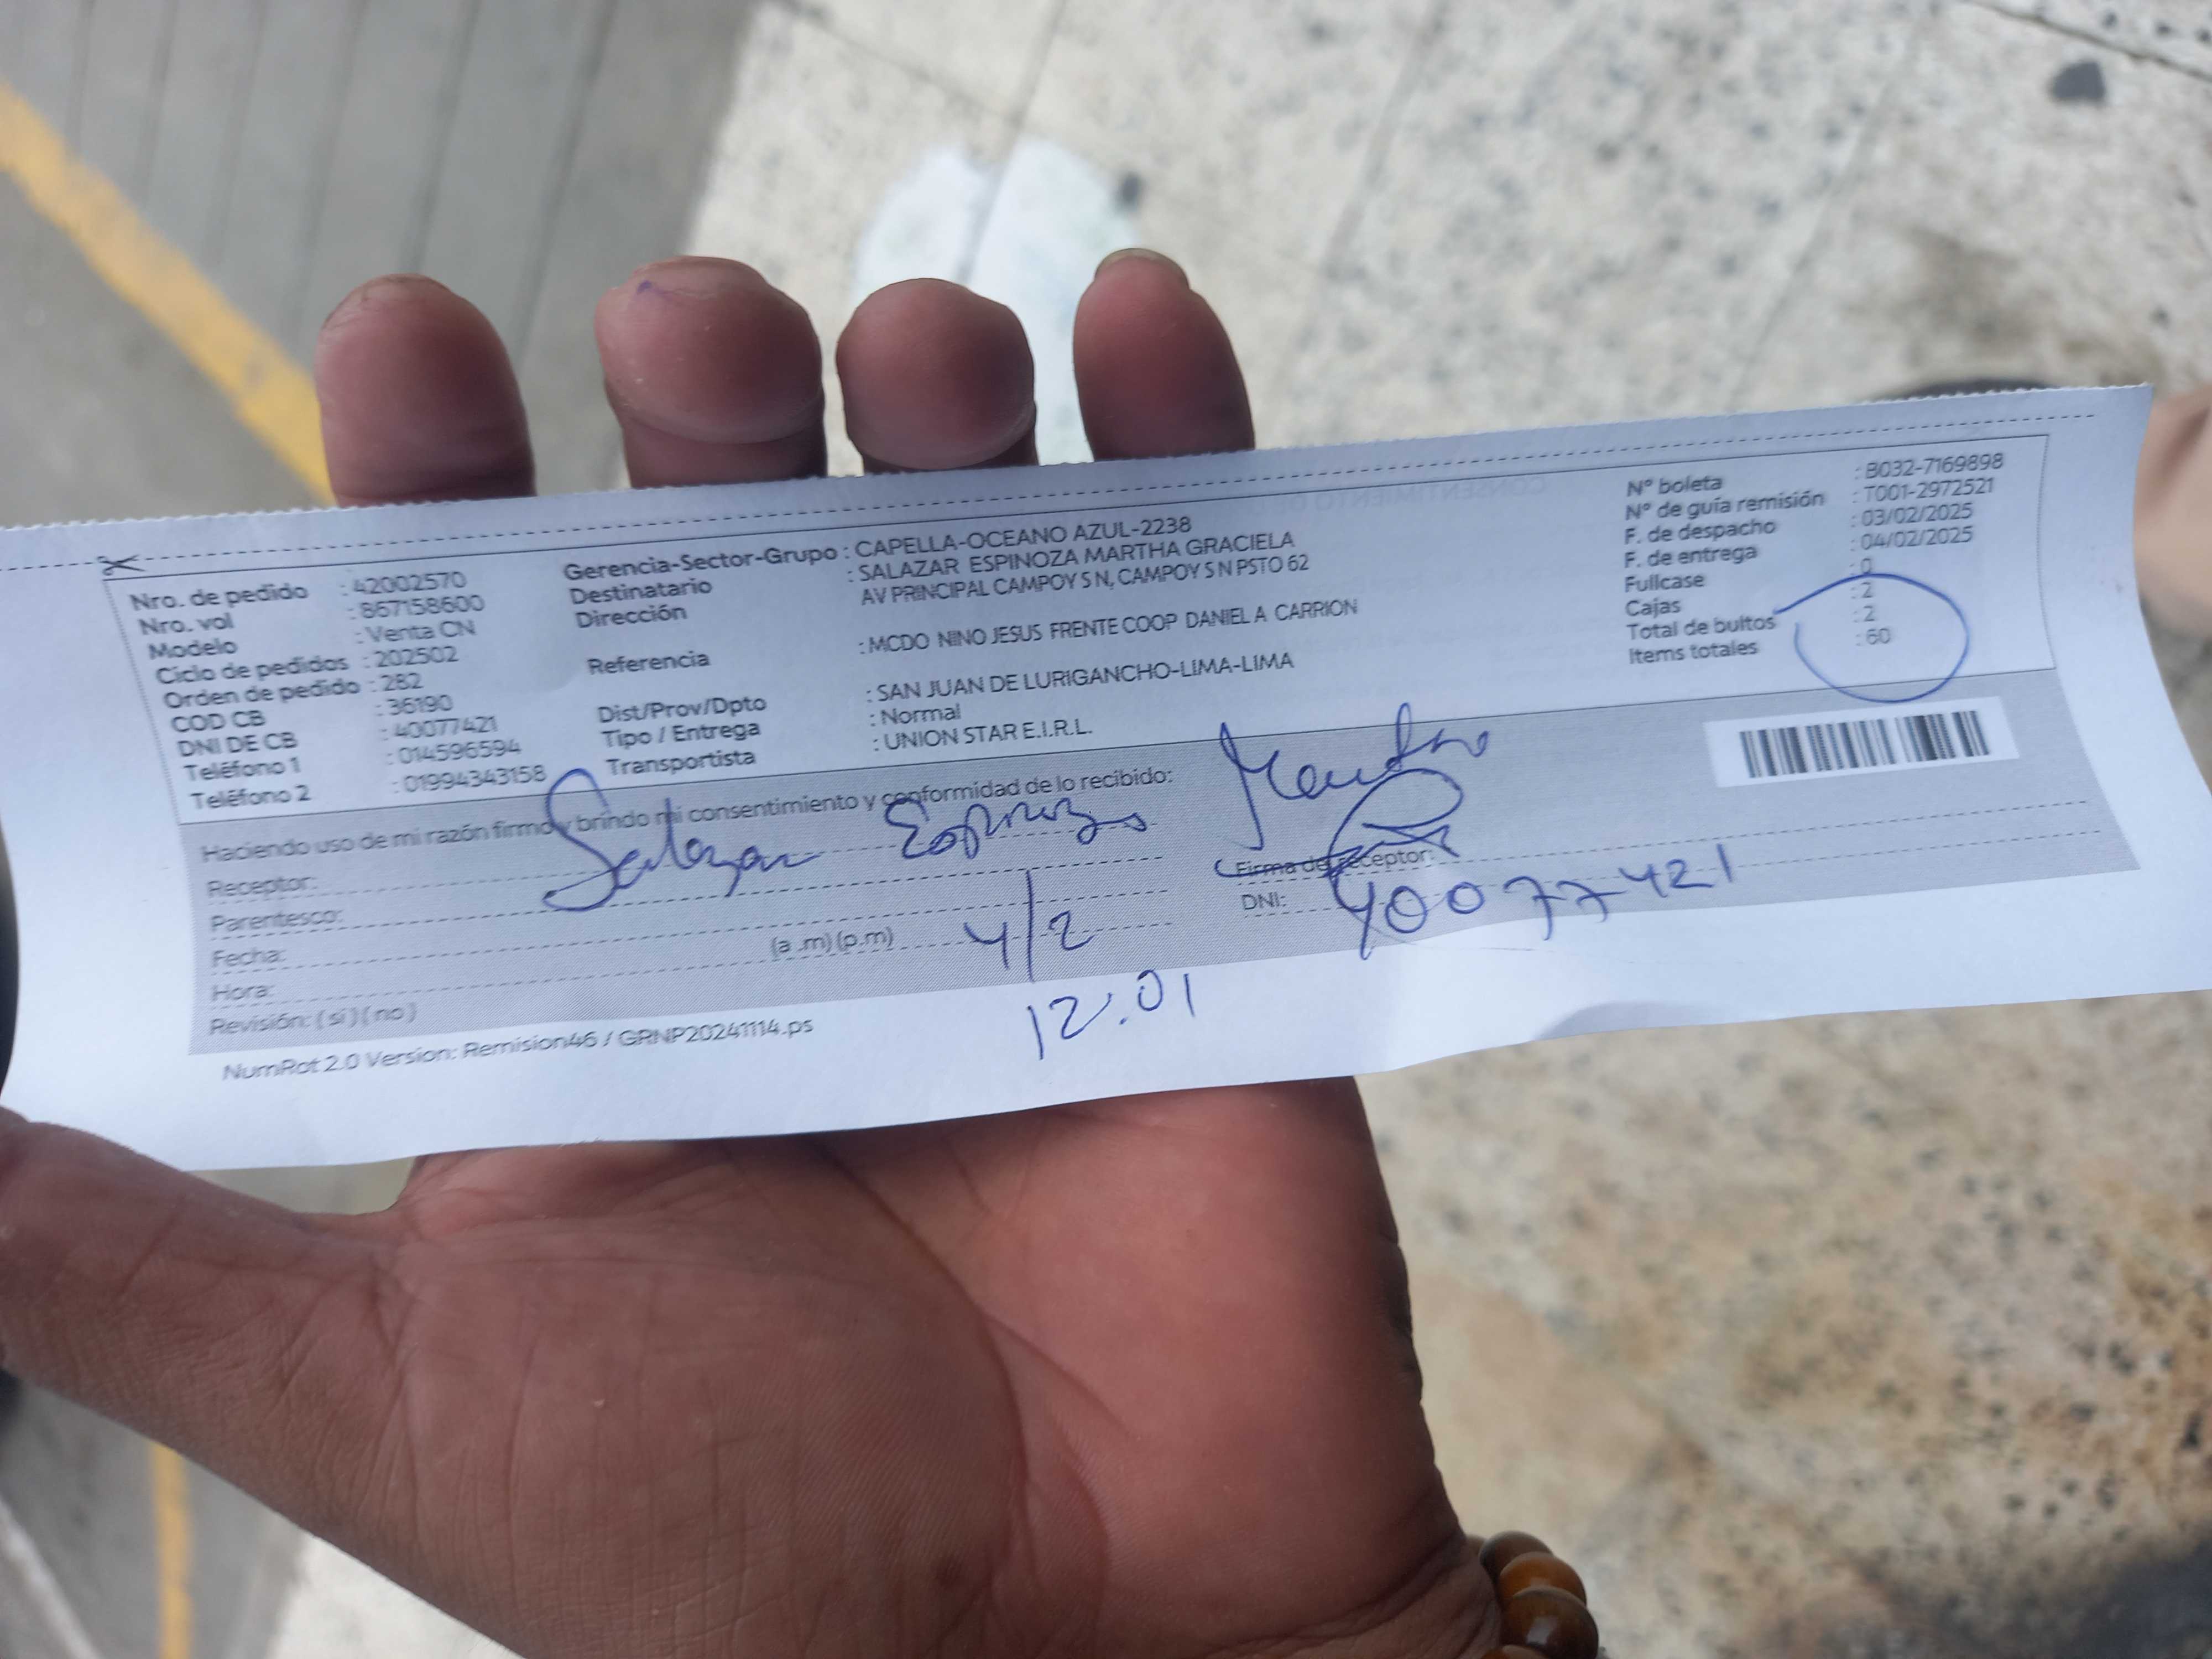 Nro. de pedido : 42002570
Nro. vol : 867158600
Modelo : Venta CN
Ciclo de pedidos : 202502
Orden de pedido : 282
COD CB : 36190
DNI DE CB : 40077421
Teléfono 1 : 014596594
Teléfono 2 : 01994343158
Gerencia-Sector-Grupo : CAPELLA-OCEANO AZUL-2238
Destinatario : SALAZAR ESPINOZA MARTHA GRACIELA
Dirección AV PRINCIPAL CAMPOY S N, CAMPOY S N PSTO 62
Referencia : MCDO NINO JESUS FRENTE COOP DANIEL A CARRION
Dist/Prov/Dpto : SAN JUAN DE LURIGANCHO-LIMA-LIMA
Tipo / Entrega : Normal
Transportista : UNION STAR E.I.R.L.
N° boleta : B032-7169898
N° de guía remisión : T001-2972521
F. de despacho : 03/02/2025
F. de entrega : 04/02/2025
Fullcase : 0
Cajas : 2
Total de bultos : 2
Items totales : 60
Haciendo uso de mi razón firmo y brindo mi consentimiento y conformidad de lo recibido:
Receptor: Salazar Espinoza Martha
Parentesco:
Fecha: 4/2
Hora: (a .m) (p.m) 12:01
Revisión: ( si ) ( no )
Firma del receptor:
DNI: 40077421
NumRot 2.0 Version: Remision46 / GRNP20241114.ps